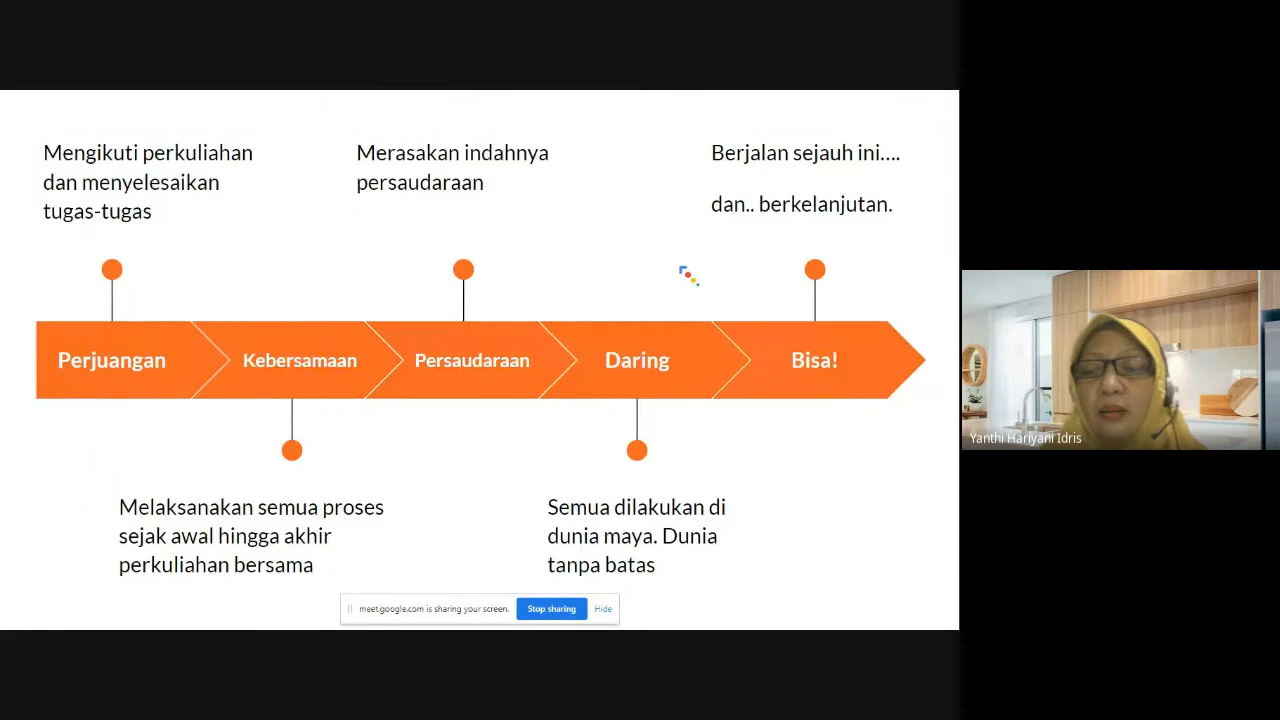 Mengikuti perkuliahan
dan menyelesaikan
tugas-tugas
Merasakan indahnya
persaudaraan
Berjalan sejauh ini....
dan.. berkelanjutan.
Perjuangan
Kebersamaan
Persaudaraan
Daring
Bisa!
Melaksanakan semua proses
sejak awal hingga akhir
perkuliahan bersama
Semua dilakukan di
dunia maya. Dunia
tanpa batas
meet.google.com is sharing your screen.
Stop sharing
Hide
Yanthi Hariyani Idris